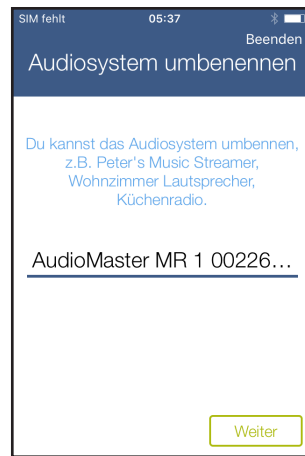 SIM fehlt 05:37
Beenden
Audiosystem umbenennen
Du kannst das Audiosystem umbennen,
z.B. Peter's Music Streamer,
Wohnzimmer Lautsprecher,
Küchenradio.
AudioMaster MR 1 00226...
Weiter